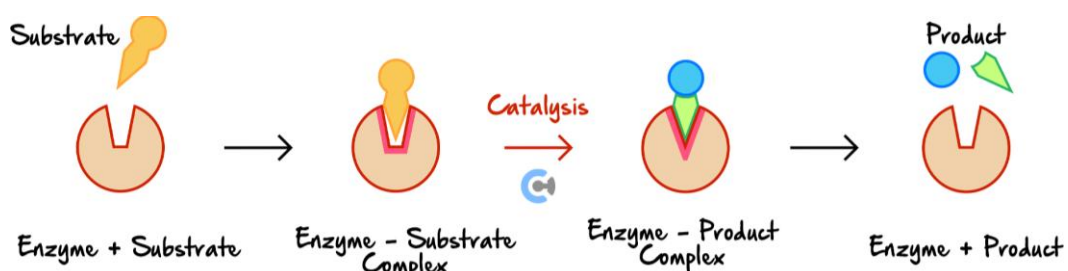 Substrate
Product
Catalysis
Enzyme + Substrate
Enzyme - Substrate
Complex
Enzyme - Product
Complex
Enzyme + Product